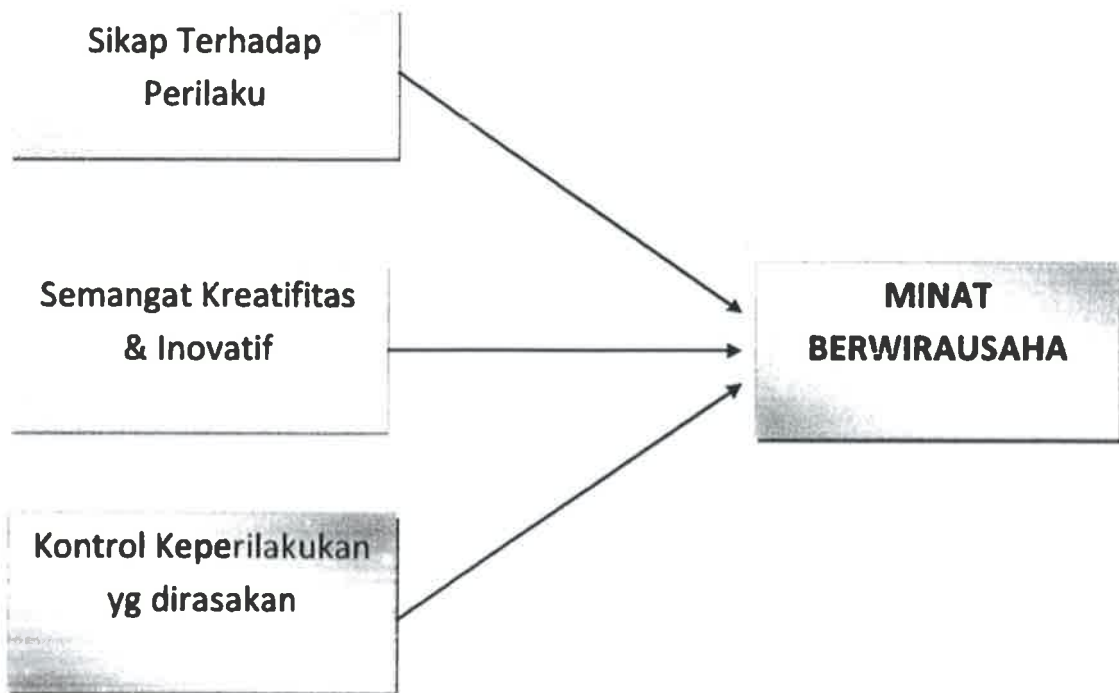 Sikap Terhadap
Perilaku
Semangat Kreatifitas
& Inovatif
MINAT
BERWIRAUSAHA
Kontrol Keperilakukan
yg dirasakan